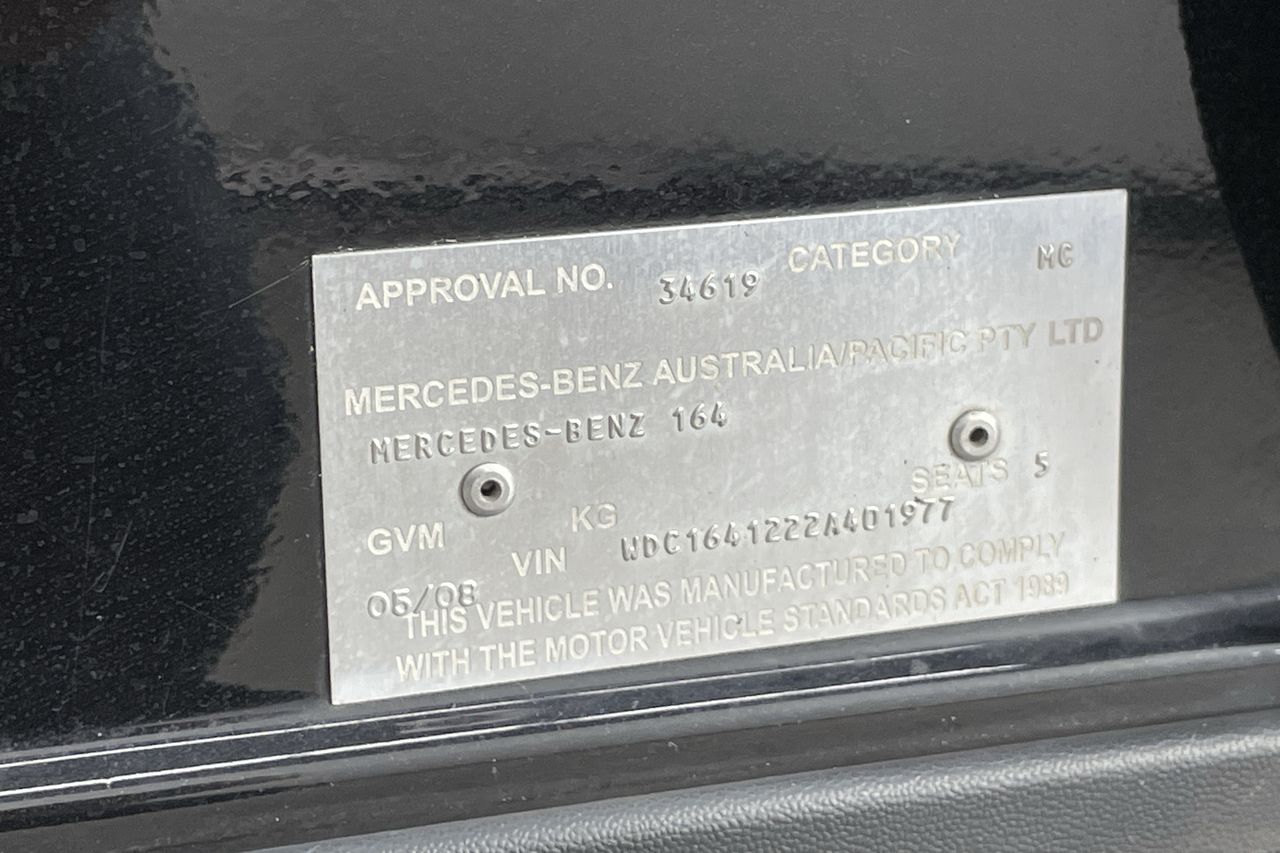 APPROVAL NO. 34619 CATEGORY MC
MERCEDES-BENZ AUSTRALIA/PACIFIC PTY LTD
MERCEDES-BENZ 164
SEATS 5
GVM KG
VIN WDC1641222A401977
05/08
THIS VEHICLE WAS MANUFACTURED TO COMPLY
WITH THE MOTOR VEHICLE STANDARDS ACT 1989